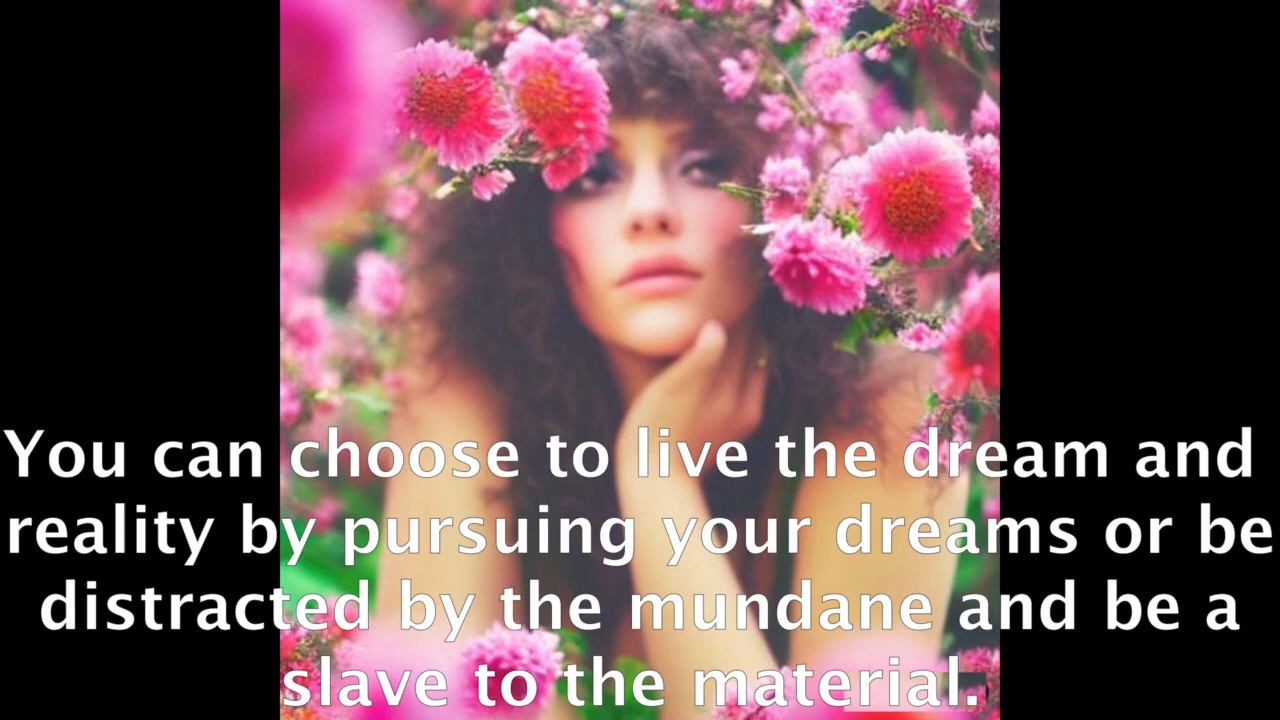 You can choose to live the dream and
reality by pursuing your dreams or be
distracted by the mundane and be a
slave to the material.